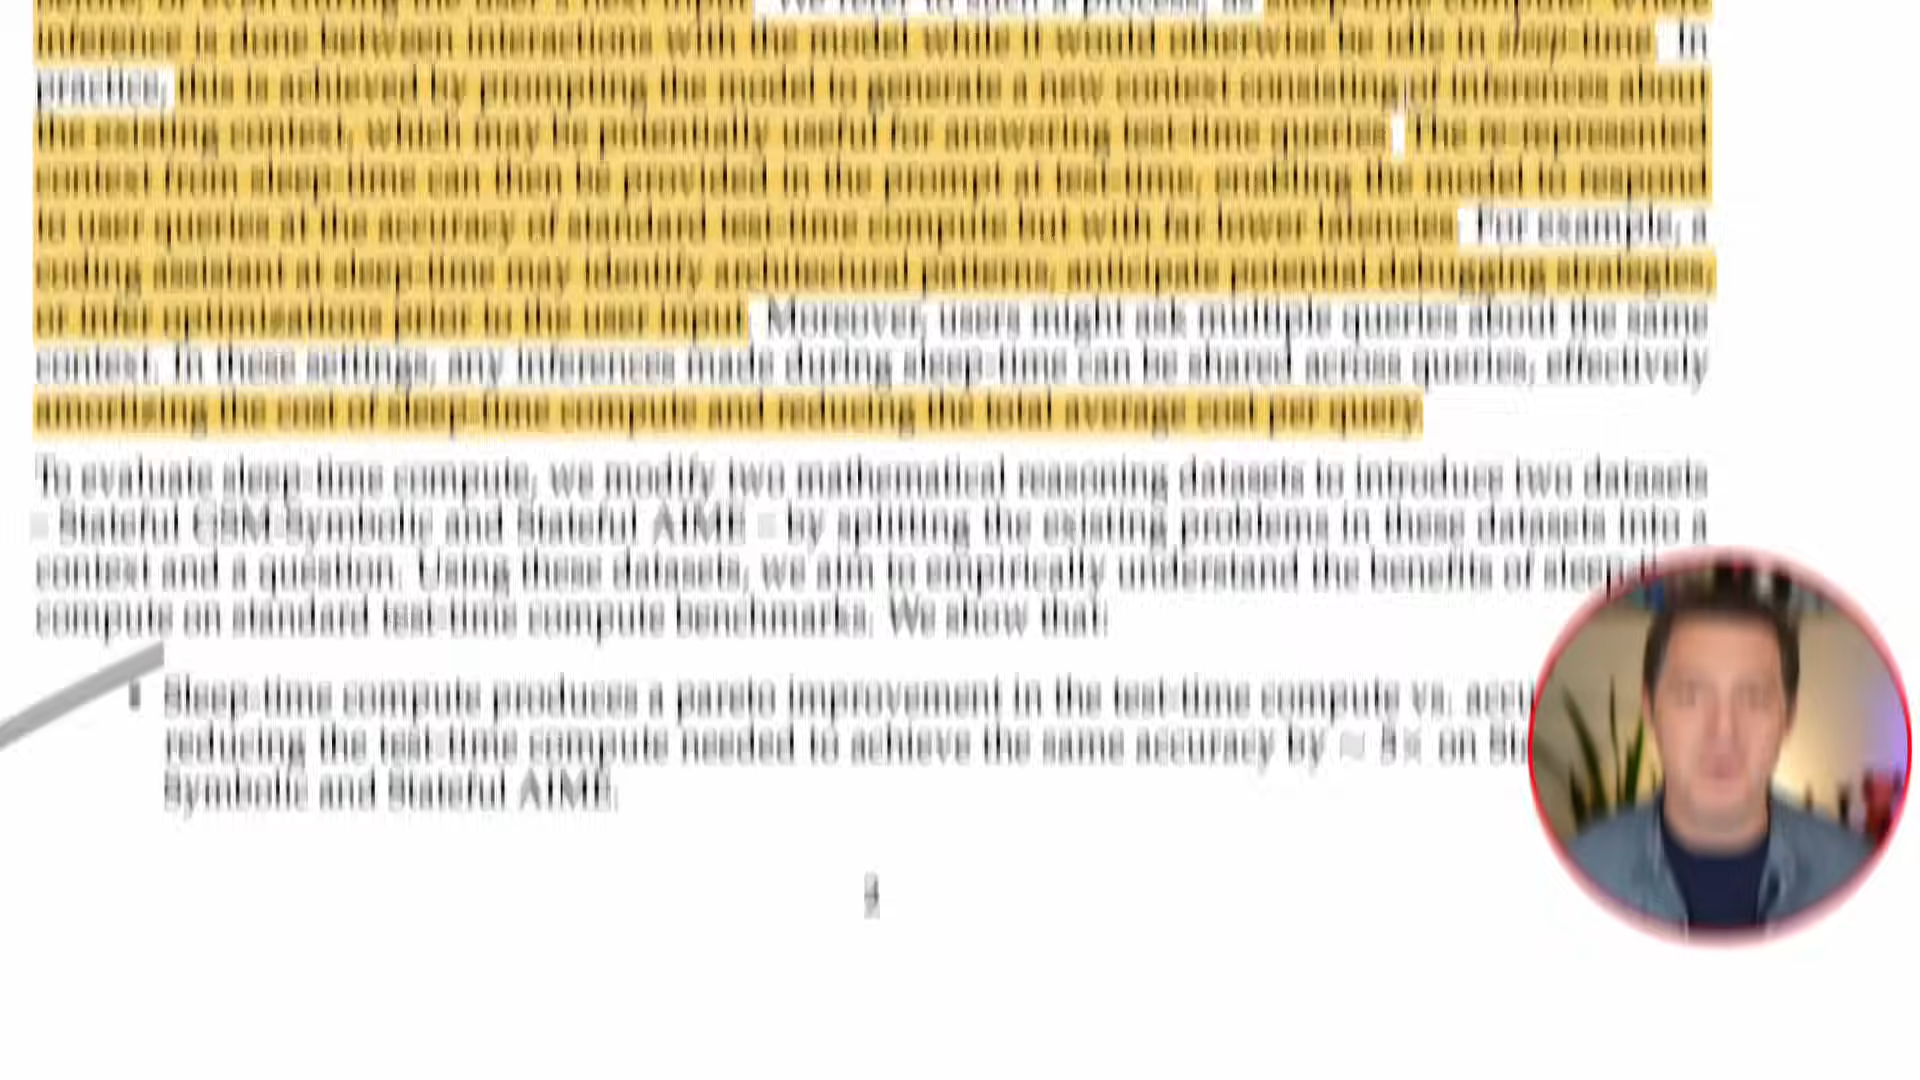 We refer to such a process, as
inference is done between interactions with the model while it would otherwise be idle in sleep-time. In
practice, this is achieved by prompting the model to generate a new context consisting of inferences about
the existing context, which may be potentially useful for answering test-time queries. The re-represented
context from sleep-time can then be provided in the prompt at test-time, enabling the model to respond
to user queries at the accuracy of standard test-time compute but with far lower latencies. For example, a
coding assistant at sleep-time may identify architectural patterns, anticipate potential debugging strategies,
or infer optimizations prior to the user input. Moreover, users might ask multiple queries about the same
context. In these settings, any inferences made during sleep-time can be shared across queries, effectively
amortizing the cost of sleep-time compute and reducing the total average cost per query.
To evaluate sleep-time compute, we modify two mathematical reasoning datasets to introduce two datasets
- Stateful GSM-Symbolic and Stateful AIME - by splitting the existing problems in these datasets into a
context and a question. Using these datasets, we aim to empirically understand the benefits of
compute on standard test-time compute benchmarks. We show that:
• Sleep-time compute produces a pareto improvement in the test-time compute vs.
reducing the test-time compute needed to achieve the same accuracy by ~ 5× on
Symbolic and Stateful AIME.